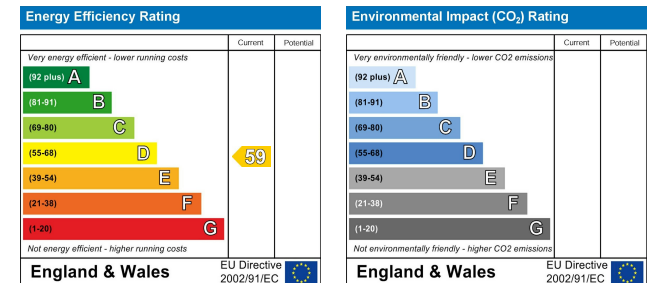 Energy Efficiency Rating
Current Potential
Very energy efficient - lower running costs
(92 plus) A
(81-91) B
(69-80) C
(55-68) D
59
(39-54) E
(21-38) F
(1-20) G
Not energy efficient - higher running costs
England & Wales
EU Directive
2002/91/EC
Environmental Impact (CO2) Rating
Current Potential
Very environmentally friendly - lower CO2 emissions
(92 plus) A
(81-91) B
(69-80) C
(55-68) D
(39-54) E
(21-38) F
(1-20) G
Not environmentally friendly - higher CO2 emissions
England & Wales
EU Directive
2002/91/EC